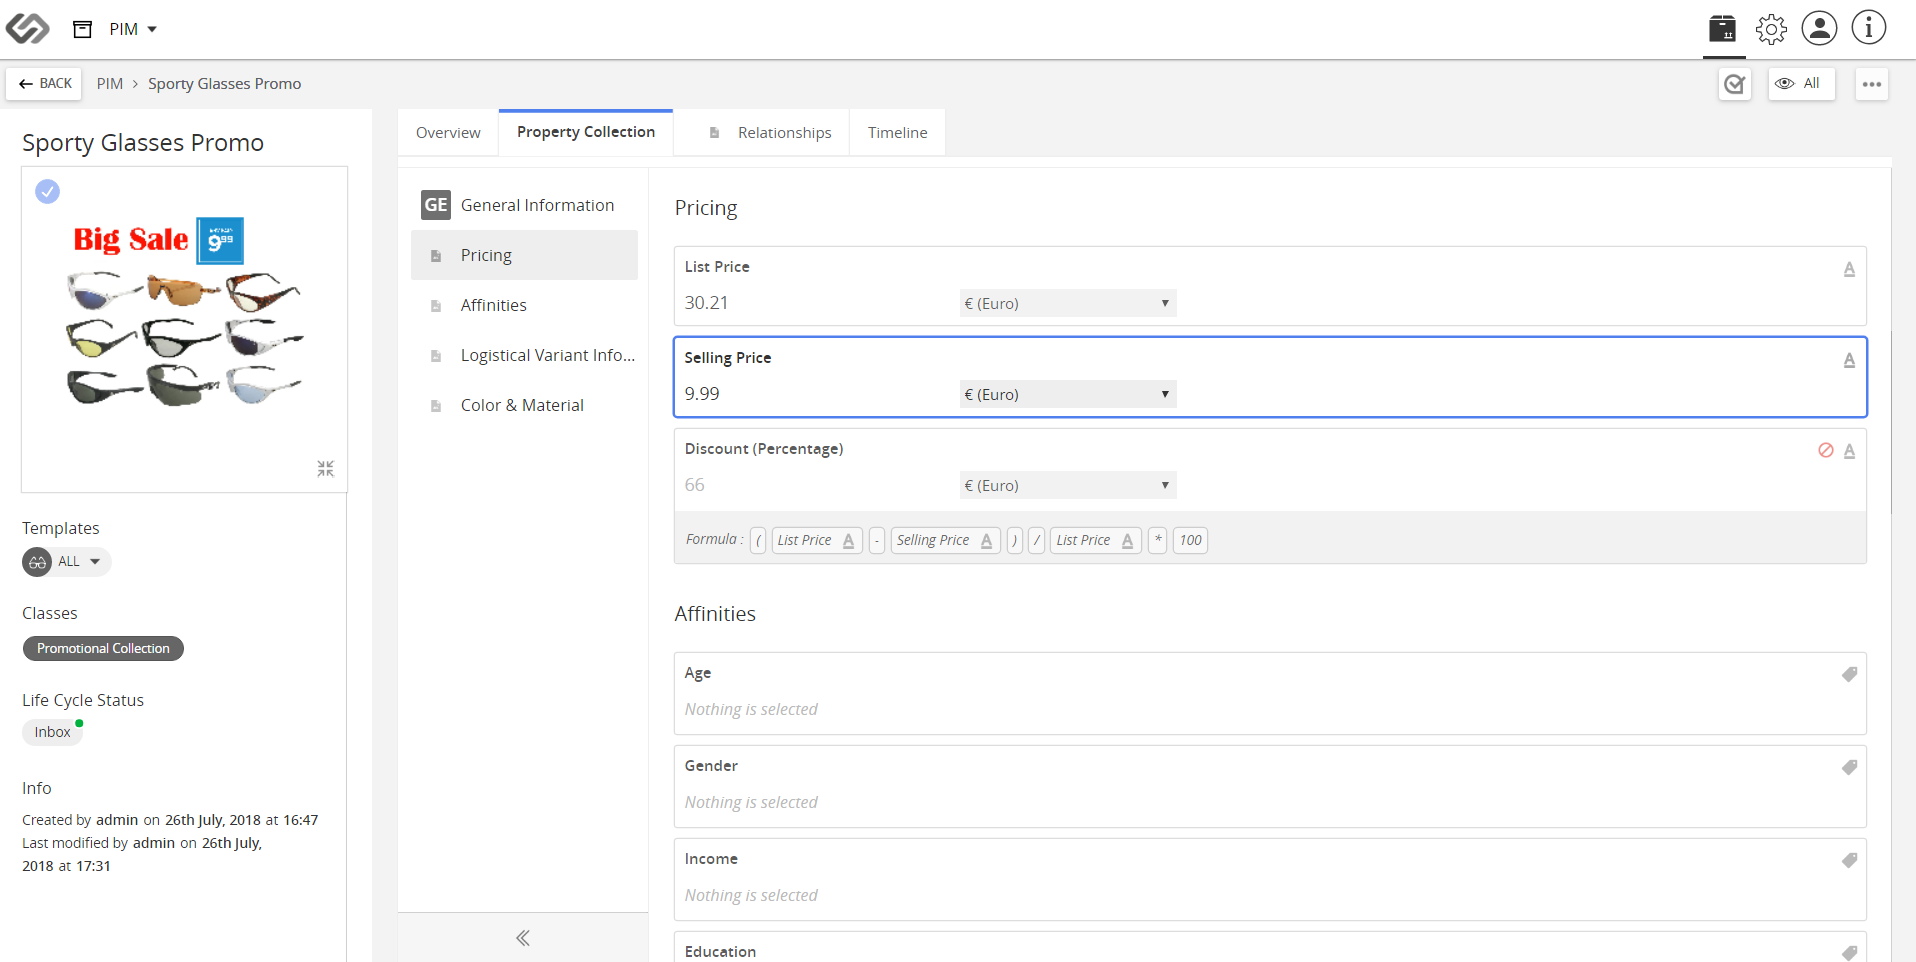 PIM
BACK
PIM > Sporty Glasses Promo
All
Sporty Glasses Promo
Big Sale
9.99
Templates
ALL
Classes
Promotional Collection
Life Cycle Status
Inbox
Info
Created by admin on 26th July, 2018 at 16:47
Last modified by admin on 26th July,
2018 at 17:31
Overview
Property Collection
Relationships
Timeline
GE General Information
Pricing
Affinities
Logistical Variant Info...
Color & Material
Pricing
List Price
A
30.21
€ (Euro)
Selling Price
A
9.99
€ (Euro)
Discount (Percentage)
A
66
€ (Euro)
Formula : ( List Price A - Selling Price A ) / List Price A * 100
Affinities
Age
Nothing is selected
Gender
Nothing is selected
Income
Nothing is selected
Education